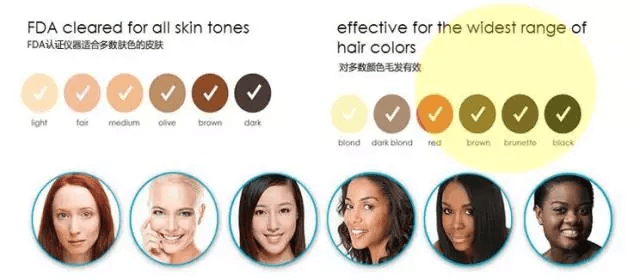 FDA cleared for all skin tones
FDA认证仪器适合多数肤色的皮肤
light fair medium olive brown dark
effective for the widest range of
hair colors
对多数颜色毛发有效
blond dark blond red brown brunette black